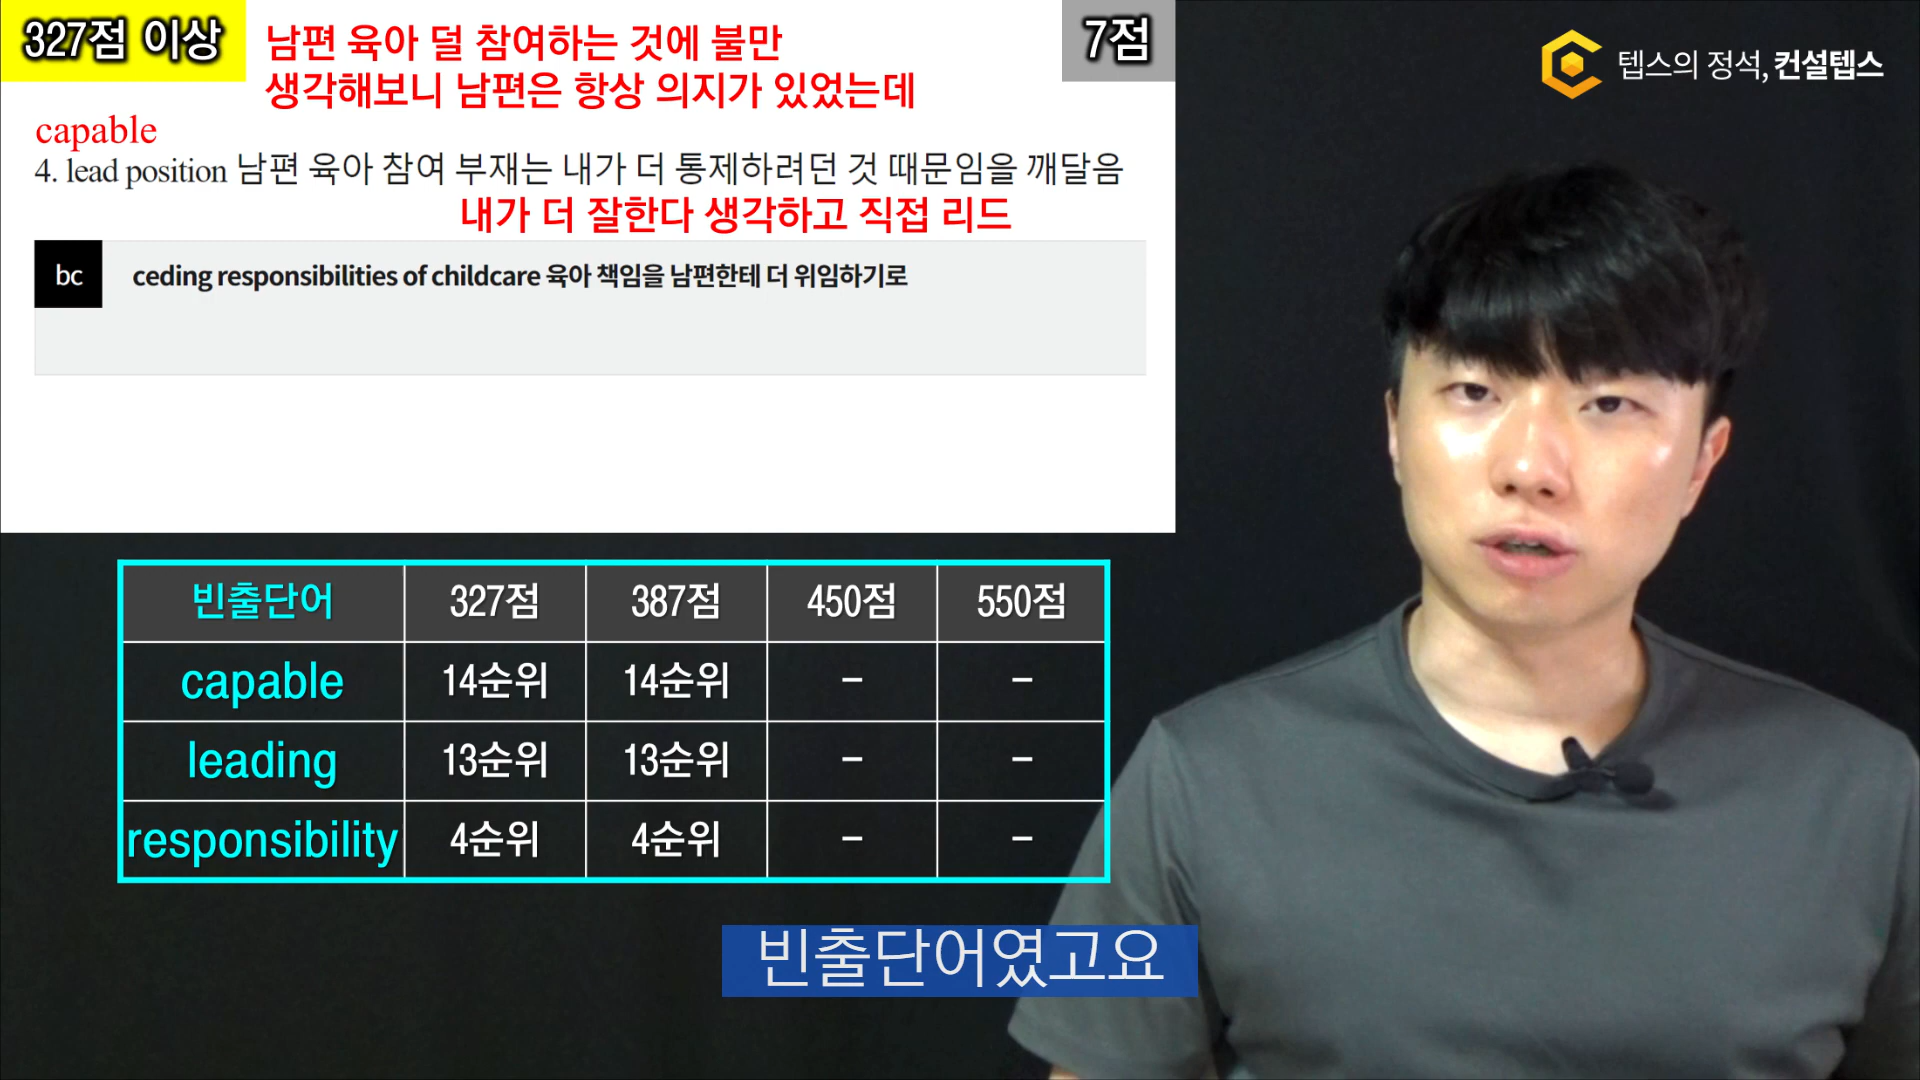 327점 이상
남편 육아 덜 참여하는 것에 불만
생각해보니 남편은 항상 의지가 있었는데
7점
텝스의 정석, 컨설텝스
capable
4. lead position 남편 육아 참여 부재는 내가 더 통제하려던 것 때문임을 깨달음
내가 더 잘한다 생각하고 직접 리드
bc ceding responsibilities of childcare 육아 책임을 남편한테 더 위임하기로
빈출단어 327점 387점 450점 550점
capable 14순위 14순위 - -
leading 13순위 13순위 - -
responsibility 4순위 4순위 - -
빈출단어였고요